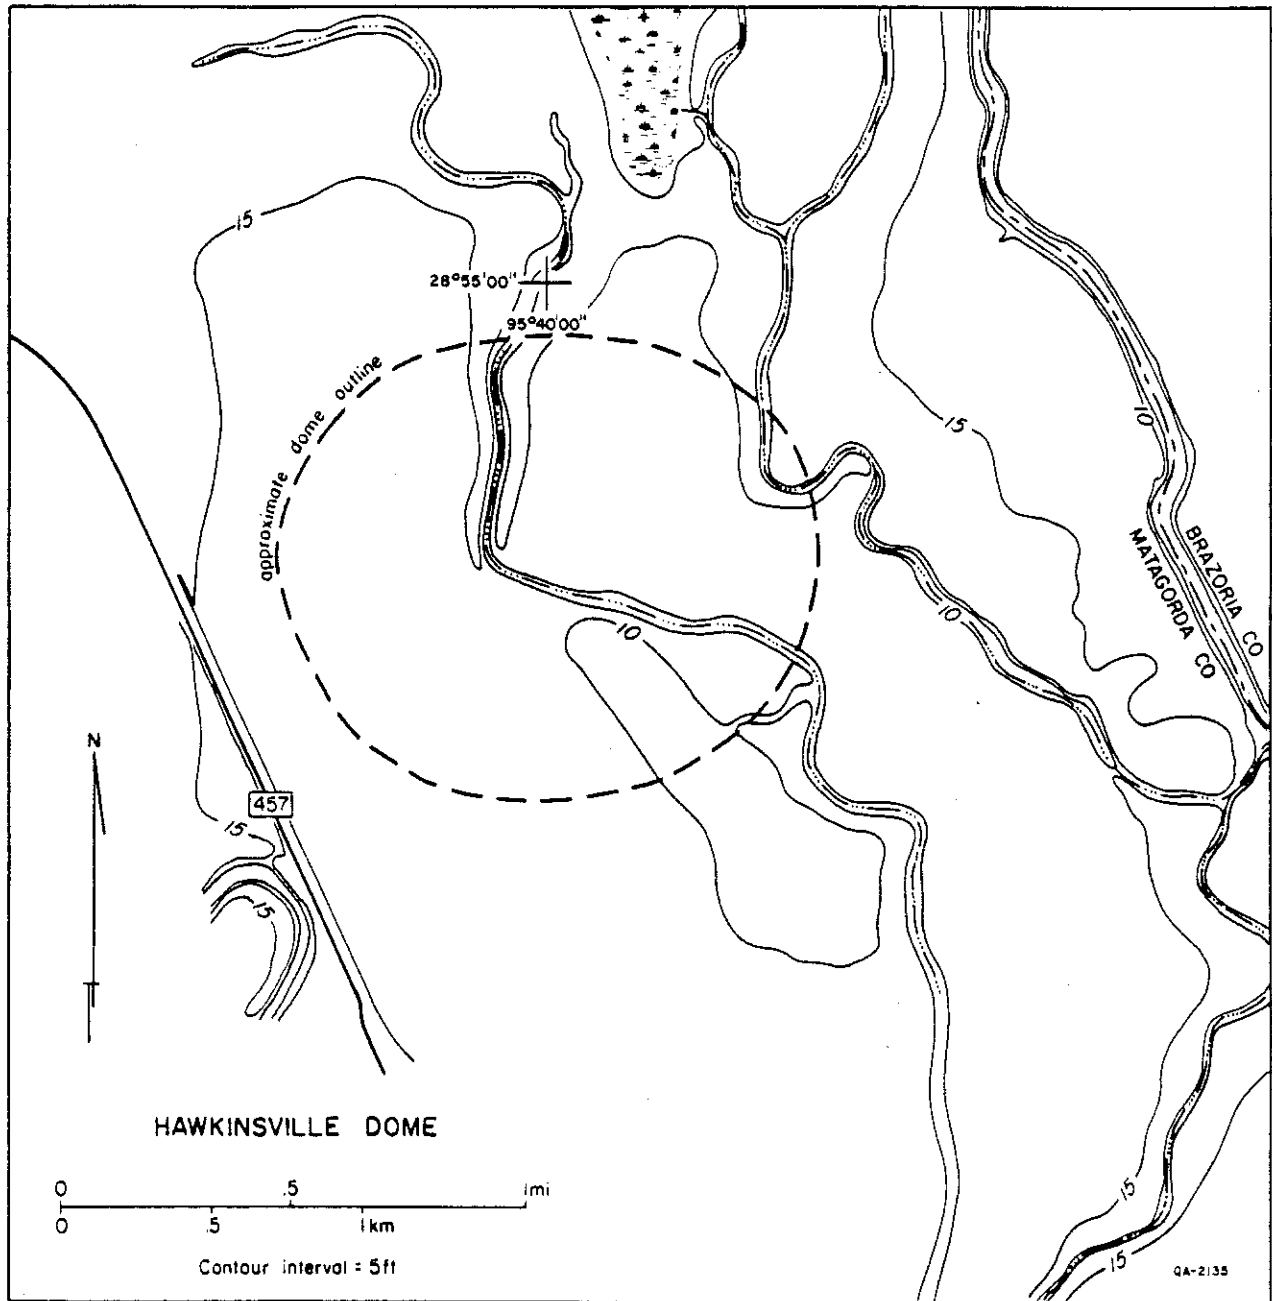 15
28°55'00"
95°40'00"
approximate dome outline
15
10
BRAZORIA CO
MATAGORDA CO
10
10
N
457
15
15
HAWKINSVILLE DOME
0 .5 1mi
0 .5 1km
Contour interval = 5ft
15
15
QA-2135